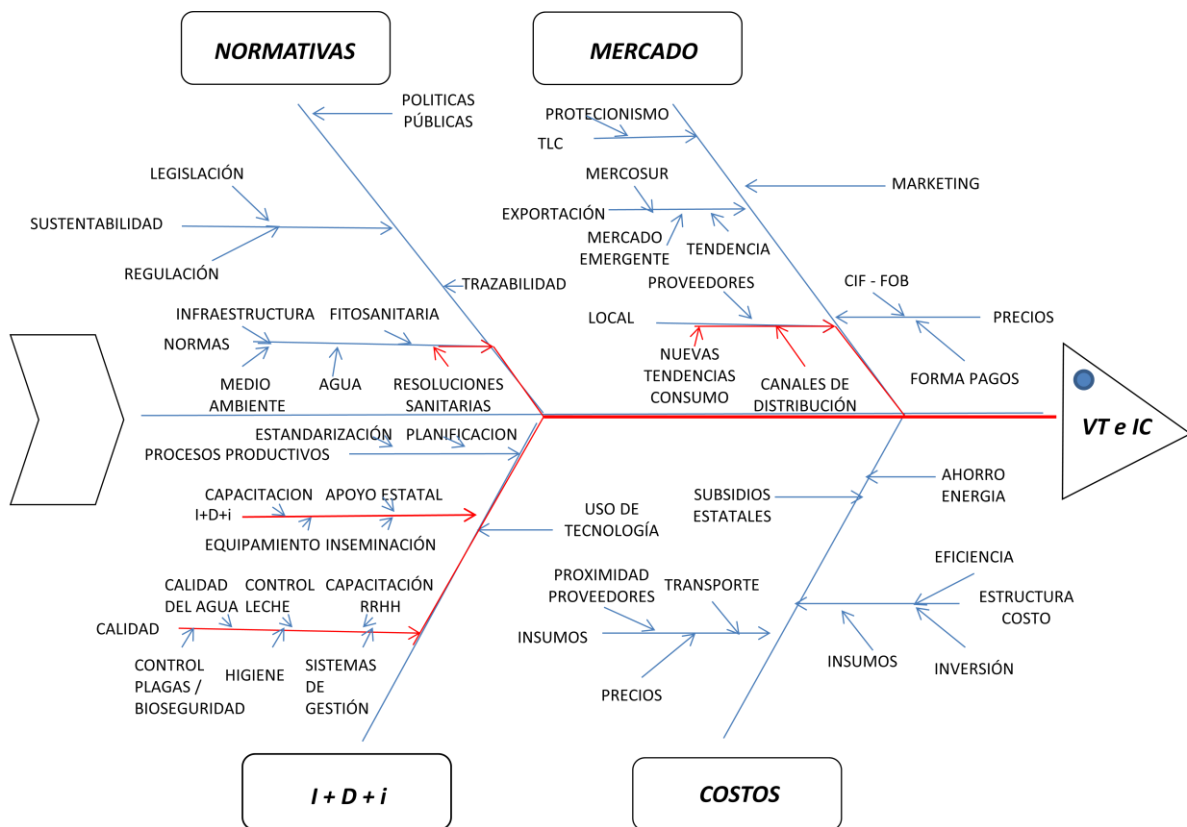 NORMATIVAS
MERCADO
POLITICAS
PÚBLICAS
LEGISLACIÓN
SUSTENTABILIDAD
REGULACIÓN
TRAZABILIDAD
INFRAESTRUCTURA
FITOSANITARIA
NORMAS
MEDIO
AMBIENTE
AGUA
RESOLUCIONES
SANITARIAS
PROTECIONISMO
TLC
MARKETING
MERCOSUR
EXPORTACIÓN
MERCADO
EMERGENTE
TENDENCIA
PROVEEDORES
LOCAL
NUEVAS
TENDENCIAS
CONSUMO
CANALES DE
DISTRIBUCIÓN
CIF - FOB
PRECIOS
FORMA PAGOS
VT e IC
ESTANDARIZACIÓN
PLANIFICACION
PROCESOS PRODUCTIVOS
CAPACITACION
APOYO ESTATAL
I+D+i
EQUIPAMIENTO
INSEMINACIÓN
USO DE
TECNOLOGÍA
CALIDAD
DEL AGUA
CONTROL
LECHE
CAPACITACIÓN
RRHH
CALIDAD
CONTROL
PLAGAS /
BIOSEGURIDAD
HIGIENE
SISTEMAS
DE
GESTIÓN
SUBSIDIOS
ESTATALES
AHORRO
ENERGIA
PROXIMIDAD
PROVEEDORES
TRANSPORTE
INSUMOS
PRECIOS
EFICIENCIA
ESTRUCTURA
COSTO
INSUMOS
INVERSIÓN
I + D + i
COSTOS